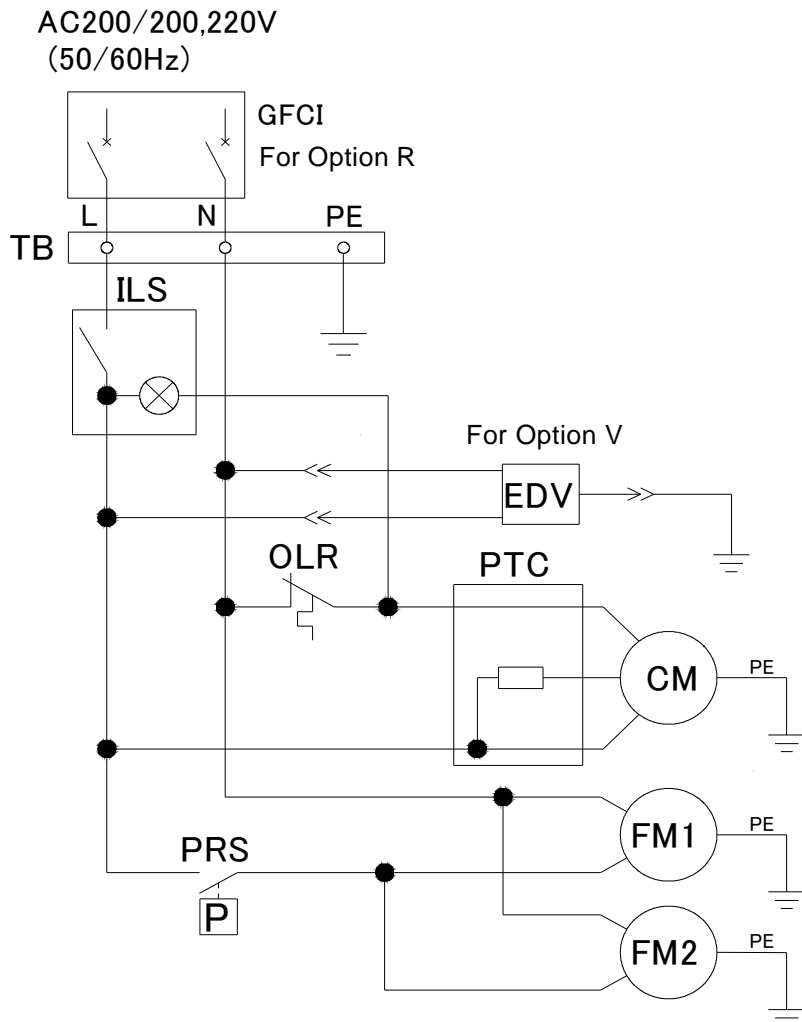 AC200/200,220V
(50/60Hz)
GFCI
For Option R
L N PE
TB
ILS
For Option V
EDV
OLR
PTC
CM
PE
FM1
PE
PRS
P
FM2
PE